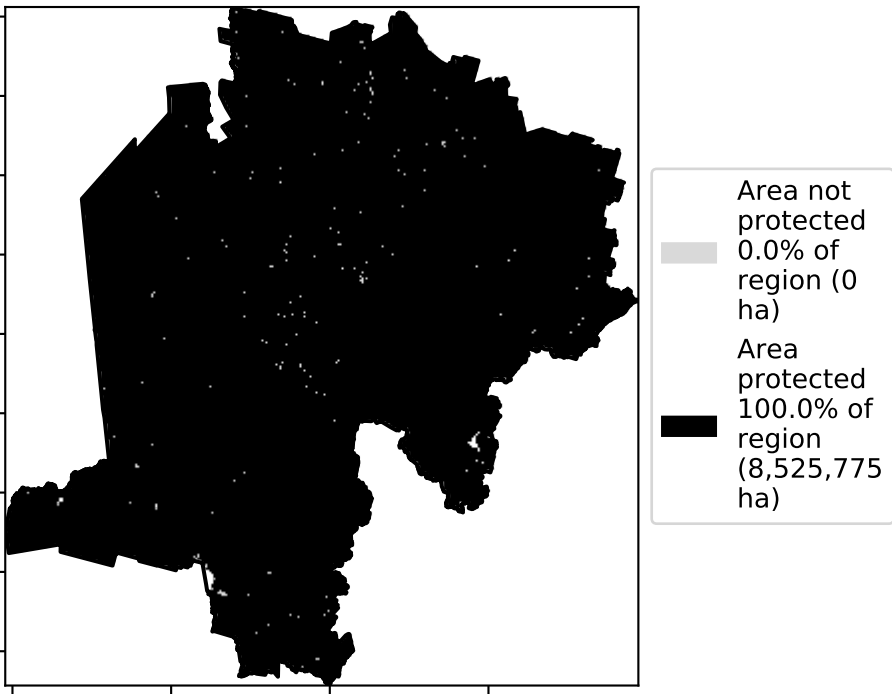 Area not
protected
0.0% of
region (0
ha)
Area
protected
100.0% of
region
(8,525,775
ha)